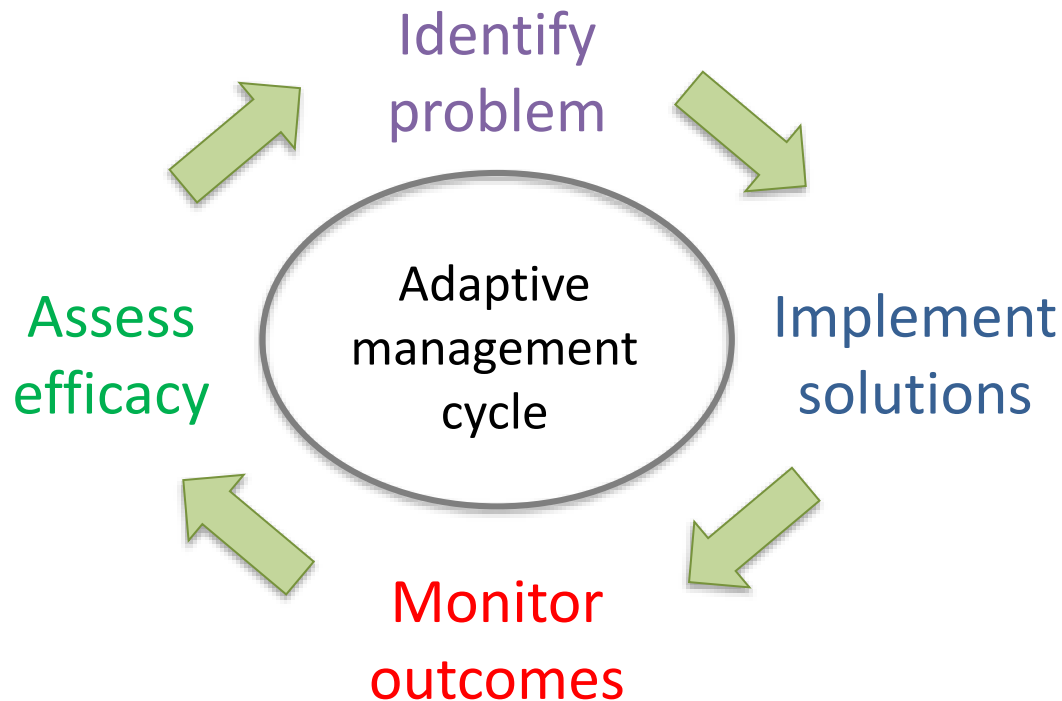 Identify
problem
Adaptive
management
cycle
Assess
efficacy
Implement
solutions
Monitor
outcomes